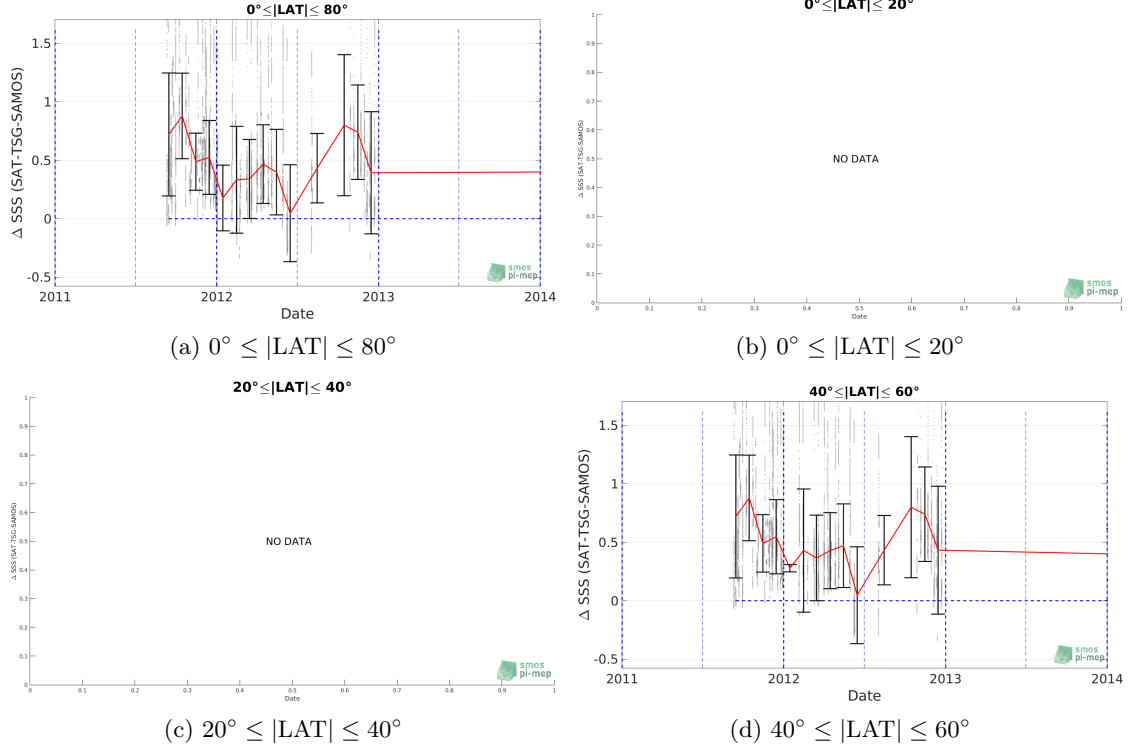 0°≤|LAT|≤ 80°
1.5
1
0.5
0
-0.5
Δ SSS (SAT-TSG-SAMOS)
2011
2012
2013
2014
Date
smos
pi-mep
(a) 0° ≤ |LAT| ≤ 80°
0°≤|LAT|≤ 20°
1
0.9
0.8
0.7
0.6
0.5
0.4
0.3
0.2
0.1
0
Δ SSS (SAT-TSG-SAMOS)
NO DATA
0
0.1
0.2
0.3
0.4
0.5
0.6
0.7
0.8
0.9
1
Date
smos
pi-mep
(b) 0° ≤ |LAT| ≤ 20°
20°≤|LAT|≤ 40°
1
0.9
0.8
0.7
0.6
0.5
0.4
0.3
0.2
0.1
0
Δ SSS (SAT-TSG-SAMOS)
NO DATA
0
0.1
0.2
0.3
0.4
0.5
0.6
0.7
0.8
0.9
1
Date
smos
pi-mep
(c) 20° ≤ |LAT| ≤ 40°
40°≤|LAT|≤ 60°
1.5
1
0.5
0
-0.5
Δ SSS (SAT-TSG-SAMOS)
2011
2012
2013
2014
Date
smos
pi-mep
(d) 40° ≤ |LAT| ≤ 60°